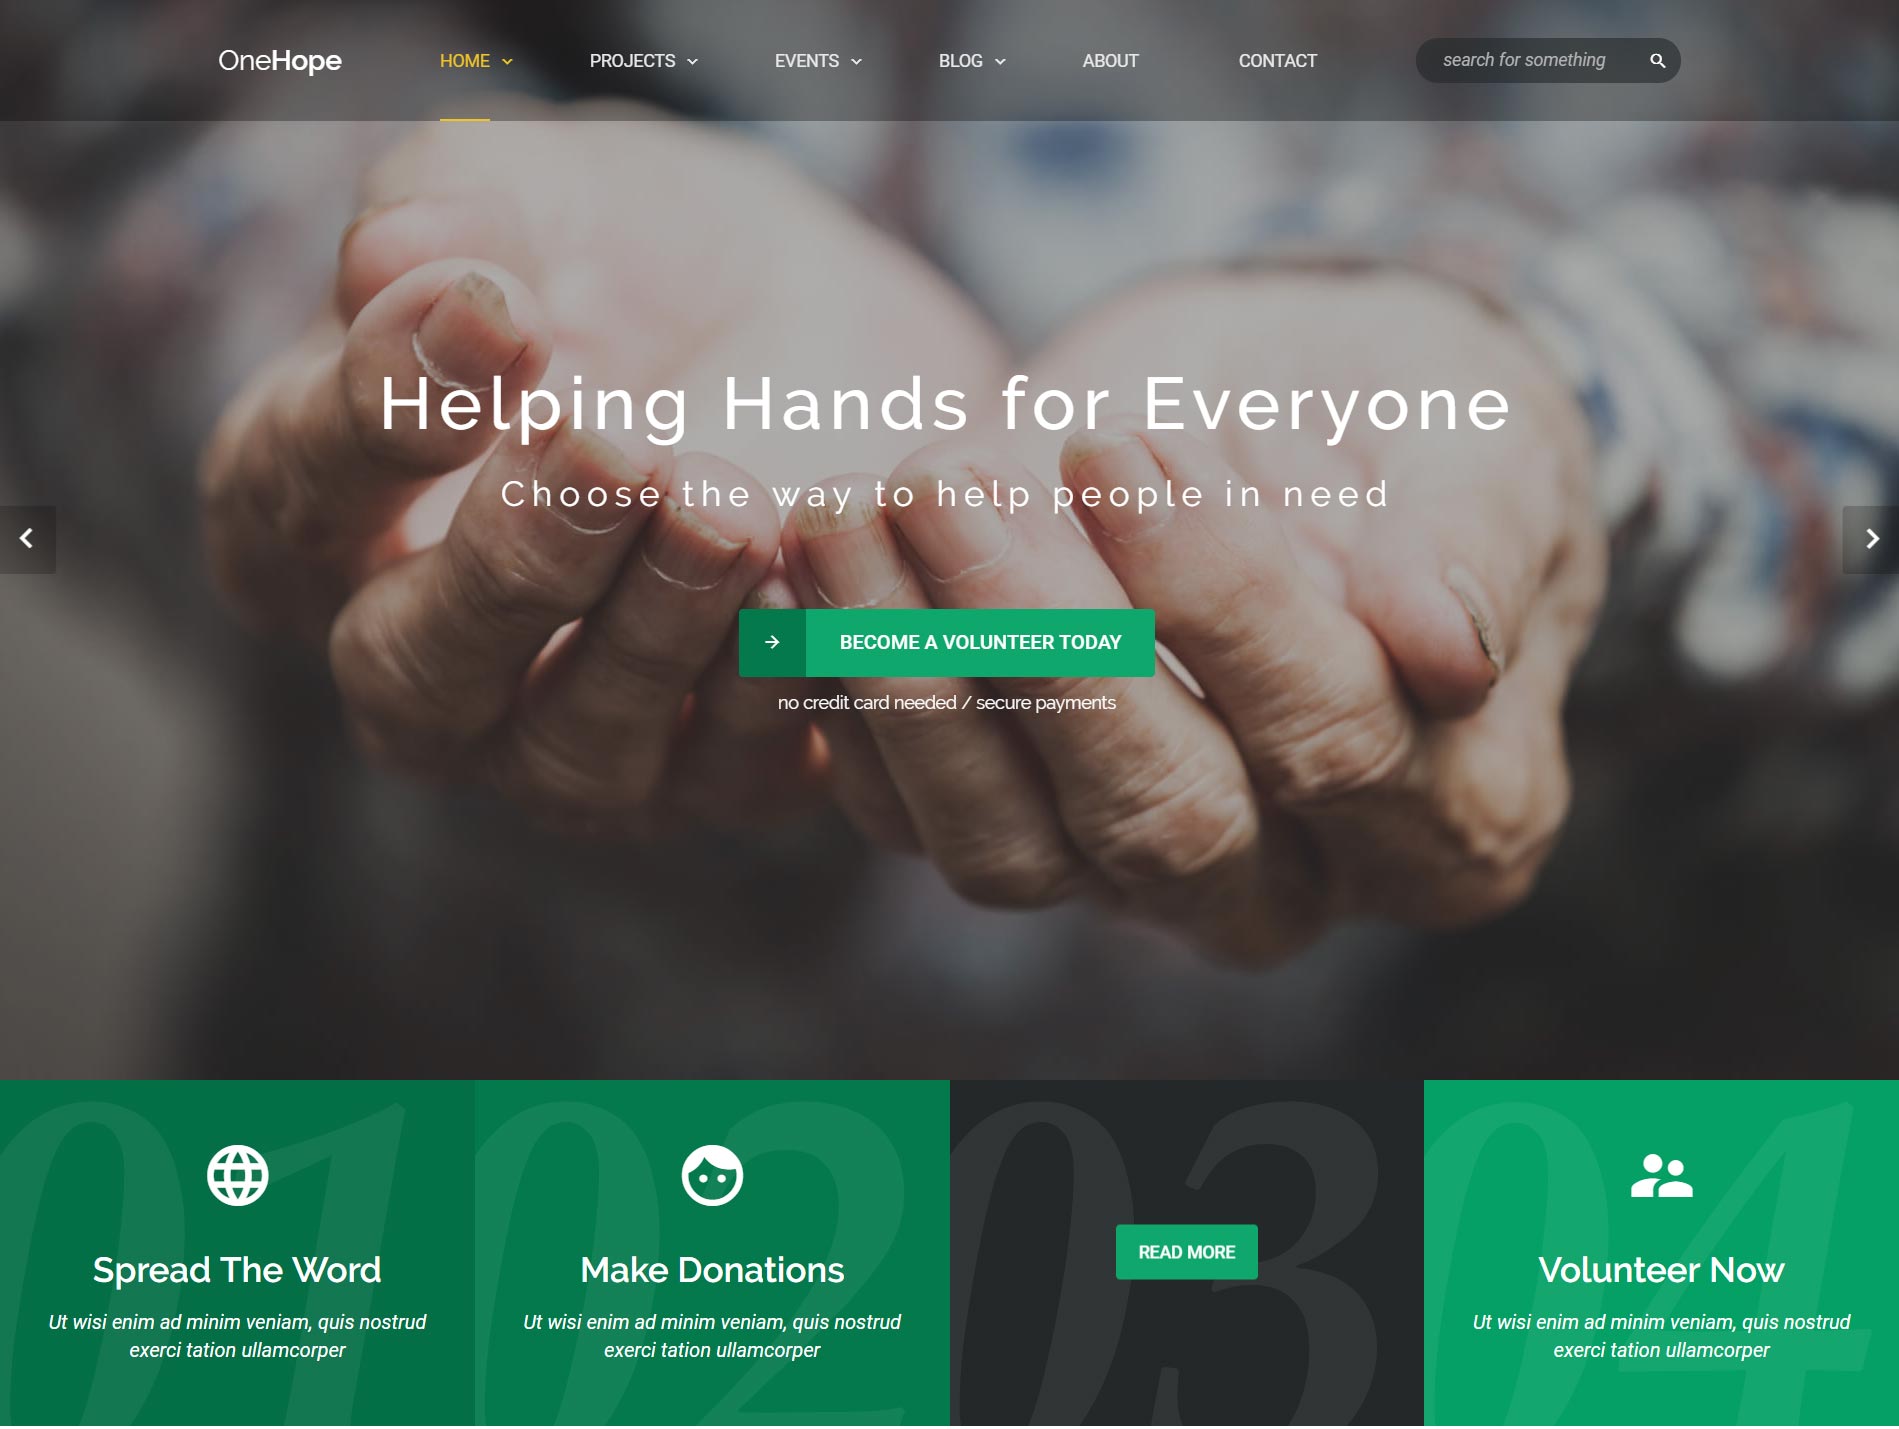 OneHope
HOME
PROJECTS
EVENTS
BLOG
ABOUT
CONTACT
search for something
Helping Hands for Everyone
Choose the way to help people in need
BECOME A VOLUNTEER TODAY
no credit card needed / secure payments
01
Spread The Word
Ut wisi enim ad minim veniam, quis nostrud
exerci tation ullamcorper
02
Make Donations
Ut wisi enim ad minim veniam, quis nostrud
exerci tation ullamcorper
03
READ MORE
04
Volunteer Now
Ut wisi enim ad minim veniam, quis nostrud
exerci tation ullamcorper